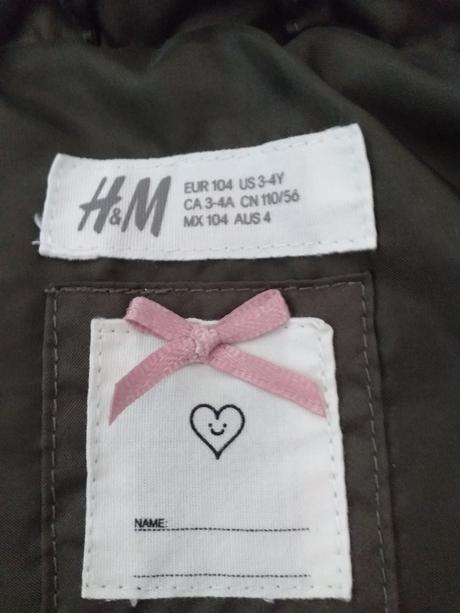 H&M
EUR 104 US 3-4Y
CA 3-4A CN 110/56
MX 104 AUS 4
NAME: